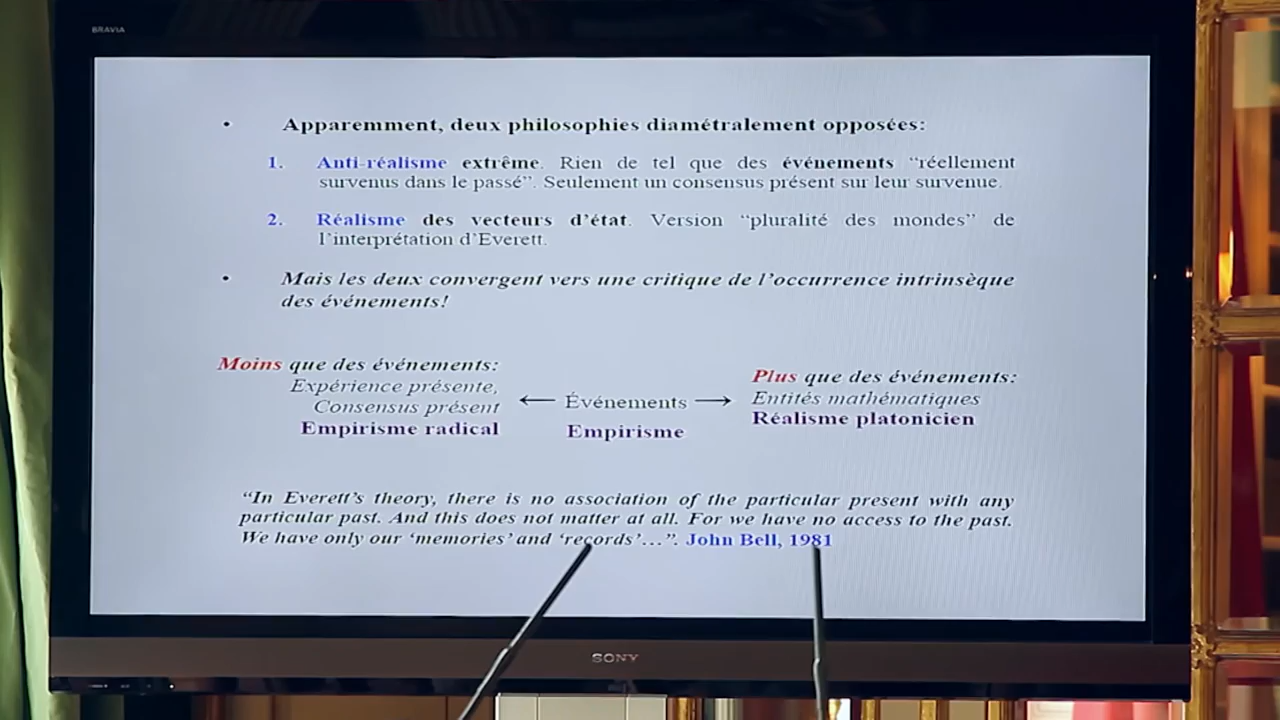 BRAVIA
• Apparemment, deux philosophies diamétralement opposées:
1. Anti-réalisme extrême. Rien de tel que des événements “réellement
survenus dans le passé”. Seulement un consensus présent sur leur survenue.
2. Réalisme des vecteurs d’état. Version “pluralité des mondes” de
l’interprétation d’Everett.
• Mais les deux convergent vers une critique de l’occurrence intrinsèque
des événements!
Moins que des événements:
Expérience présente,
Consensus présent
Empirisme radical
← Événements →
Empirisme
Plus que des événements:
Entités mathématiques
Réalisme platonicien
“In Everett’s theory, there is no association of the particular present with any
particular past. And this does not matter at all. For we have no access to the past.
We have only our ‘memories’ and ‘records’…”. John Bell, 1981
SONY